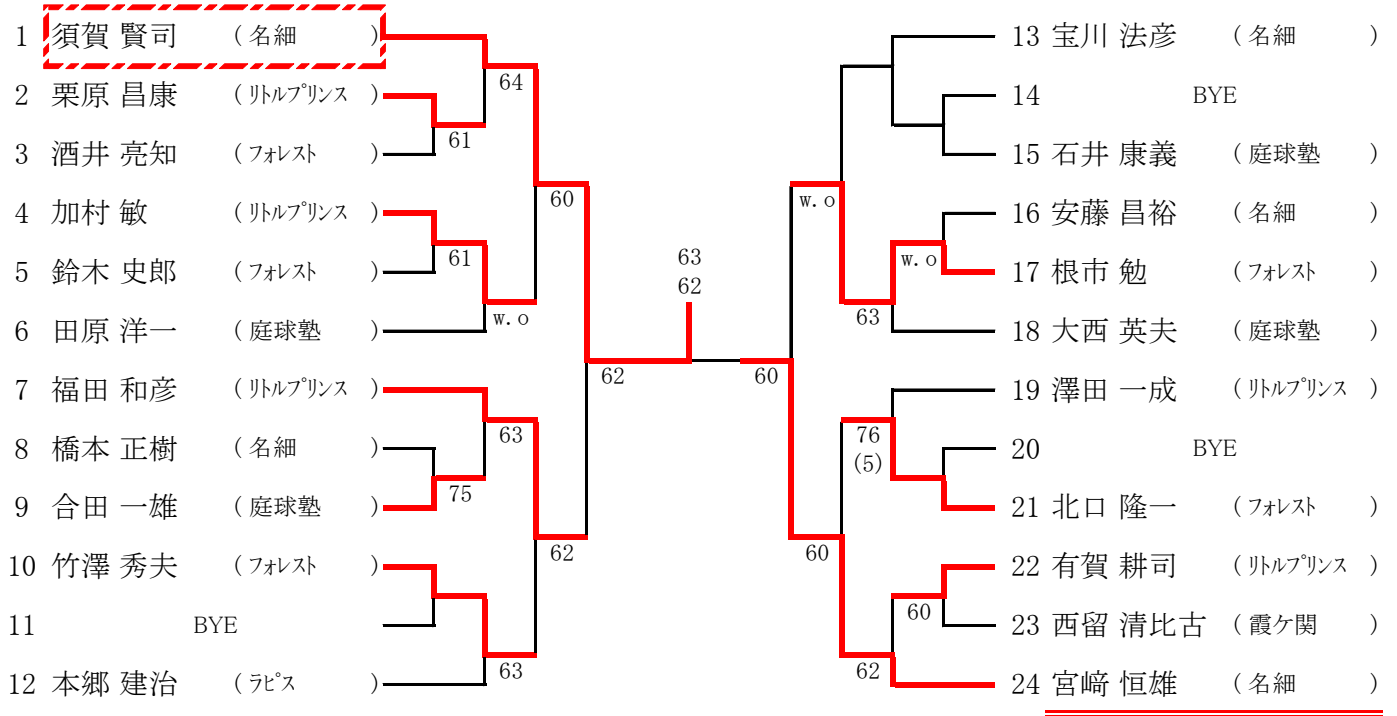 1 須賀 賢司 (名細)
64
2 栗原 昌康 (リトルプリンス)
61
3 酒井 亮知 (フォレスト)
60
4 加村 敏 (リトルプリンス)
61
5 鈴木 史郎 (フォレスト)
w.o
6 田原 洋一 (庭球塾)
62
7 福田 和彦 (リトルプリンス)
63
8 橋本 正樹 (名細)
75
9 合田 一雄 (庭球塾)
62
10 竹澤 秀夫 (フォレスト)
11 BYE
63
12 本郷 建治 (ラピス)
63
62
13 宝川 法彦 (名細)
14 BYE
15 石井 康義 (庭球塾)
w.o
16 安藤 昌裕 (名細)
w.o
17 根市 勉 (フォレスト)
63
18 大西 英夫 (庭球塾)
60
19 澤田 一成 (リトルプリンス)
76
(5)
20 BYE
21 北口 隆一 (フォレスト)
60
22 有賀 耕司 (リトルプリンス)
60
23 西留 清比古 (霞ケ関)
62
24 宮﨑 恒雄 (名細)